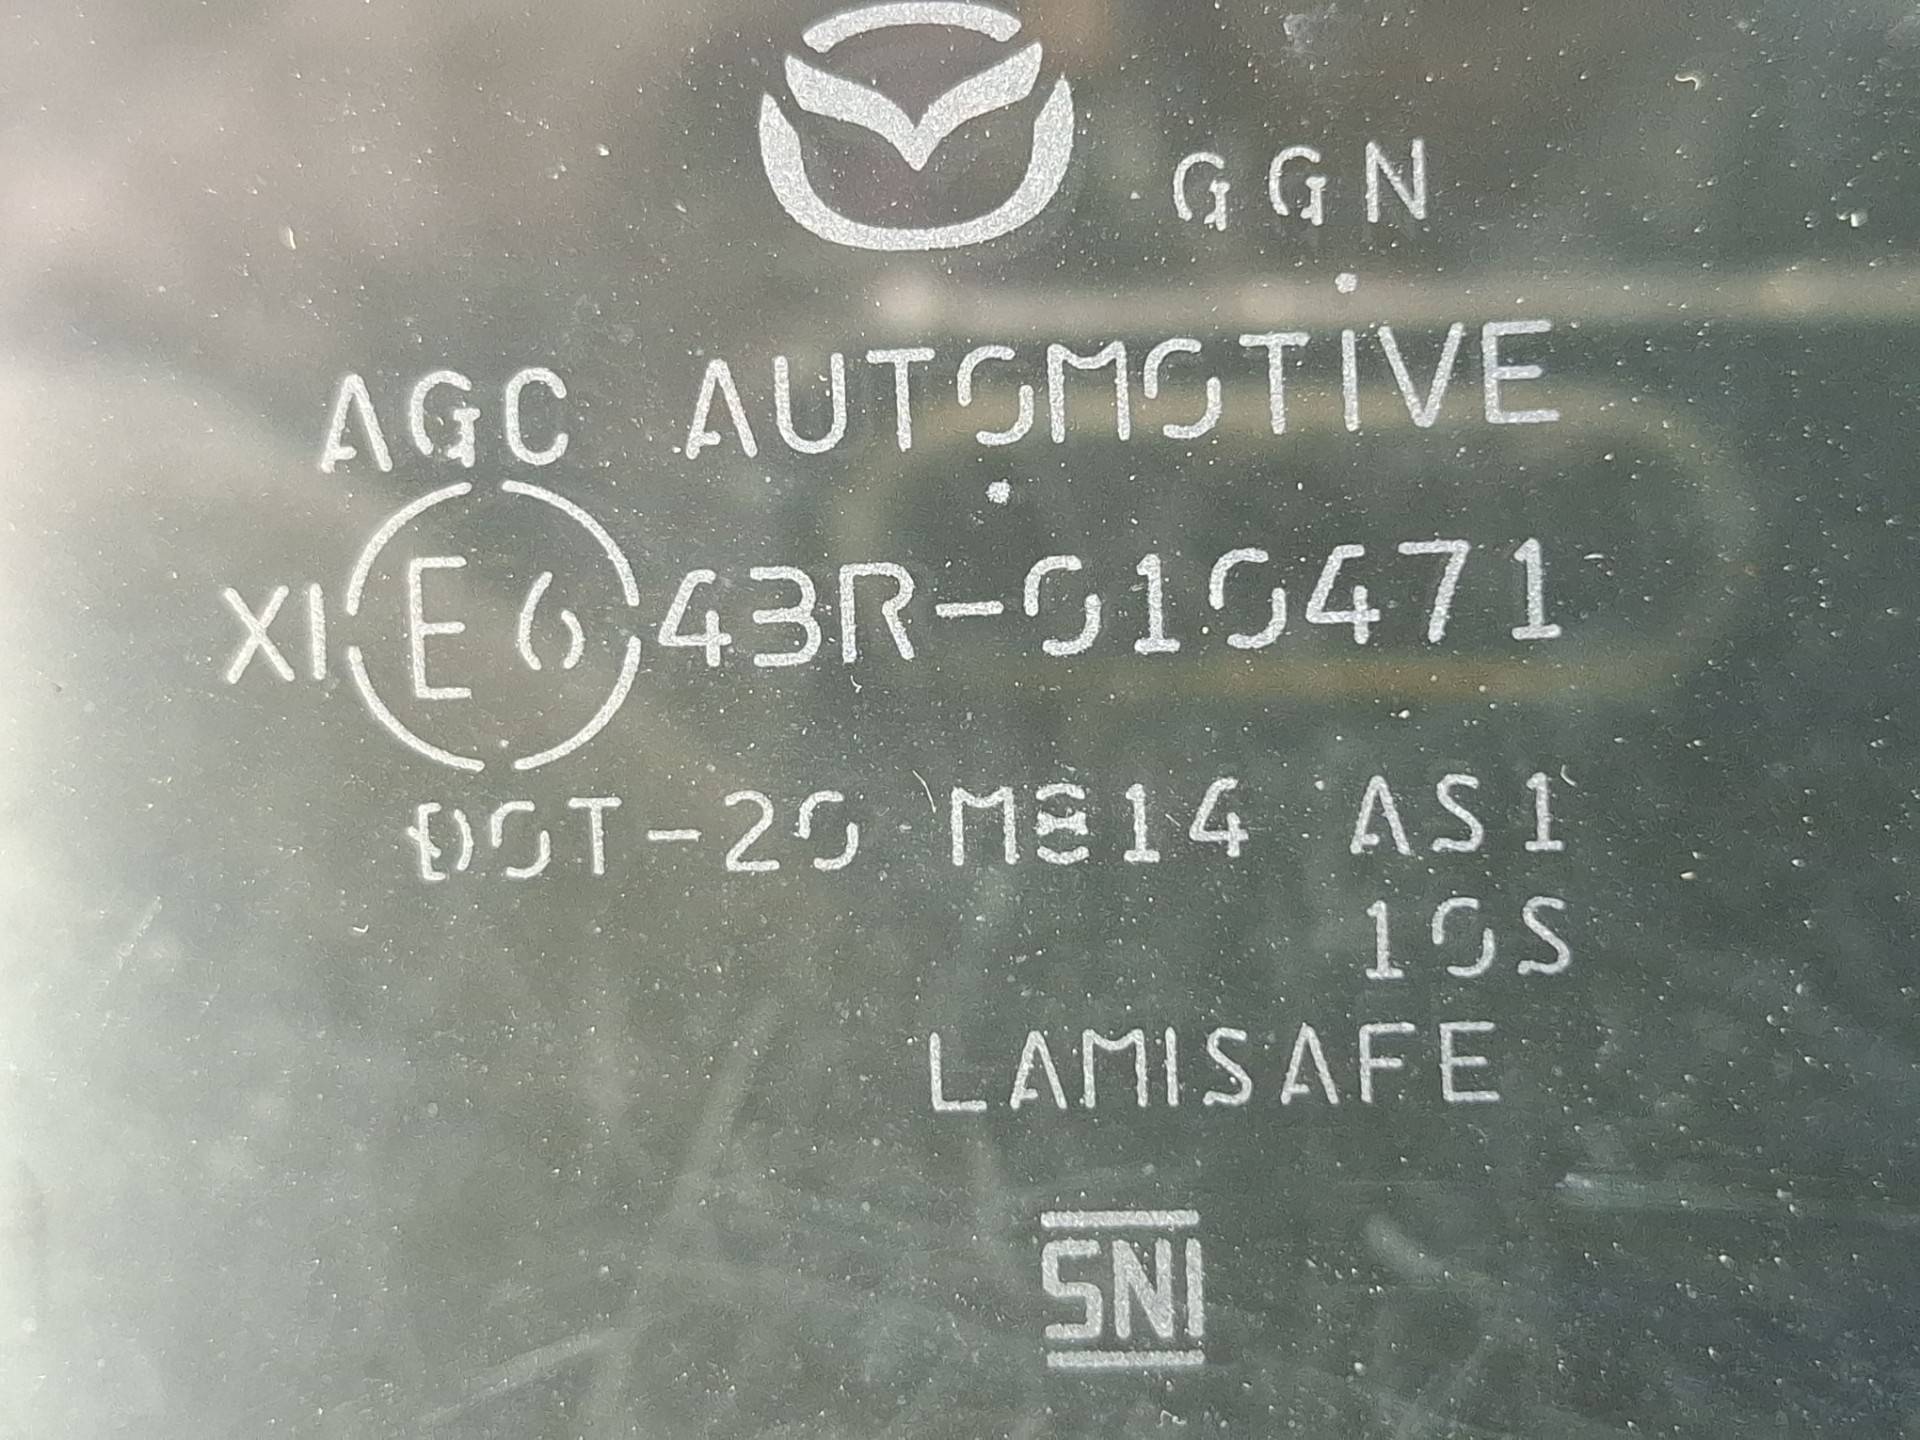 GGN
AGC AUTOMOTIVE
XI E6 43R-010471
DOT-20 M814 AS1
10S
LAMISAFE
SNI